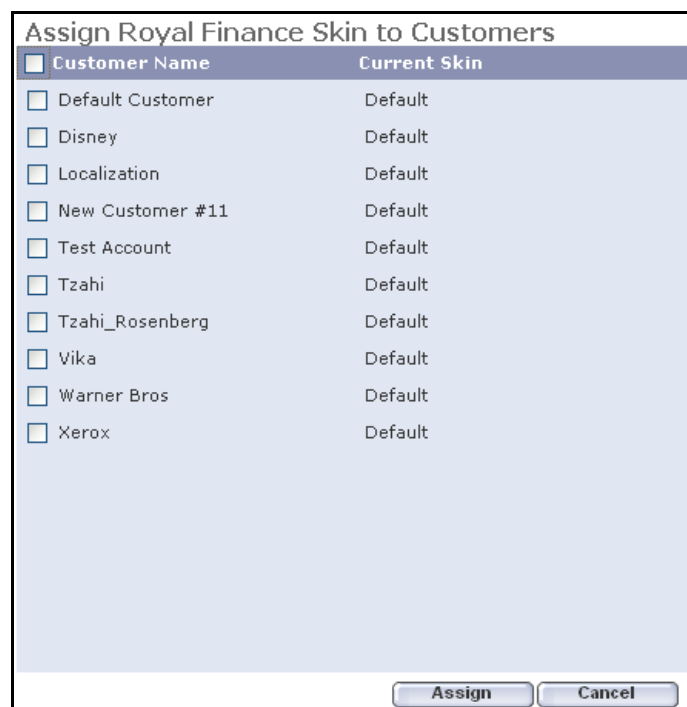 Assign Royal Finance Skin to Customers
Customer Name Current Skin
Default Customer Default
Disney Default
Localization Default
New Customer #11 Default
Test Account Default
Tzahi Default
Tzahi_Rosenberg Default
Vika Default
Warner Bros Default
Xerox Default
Assign Cancel